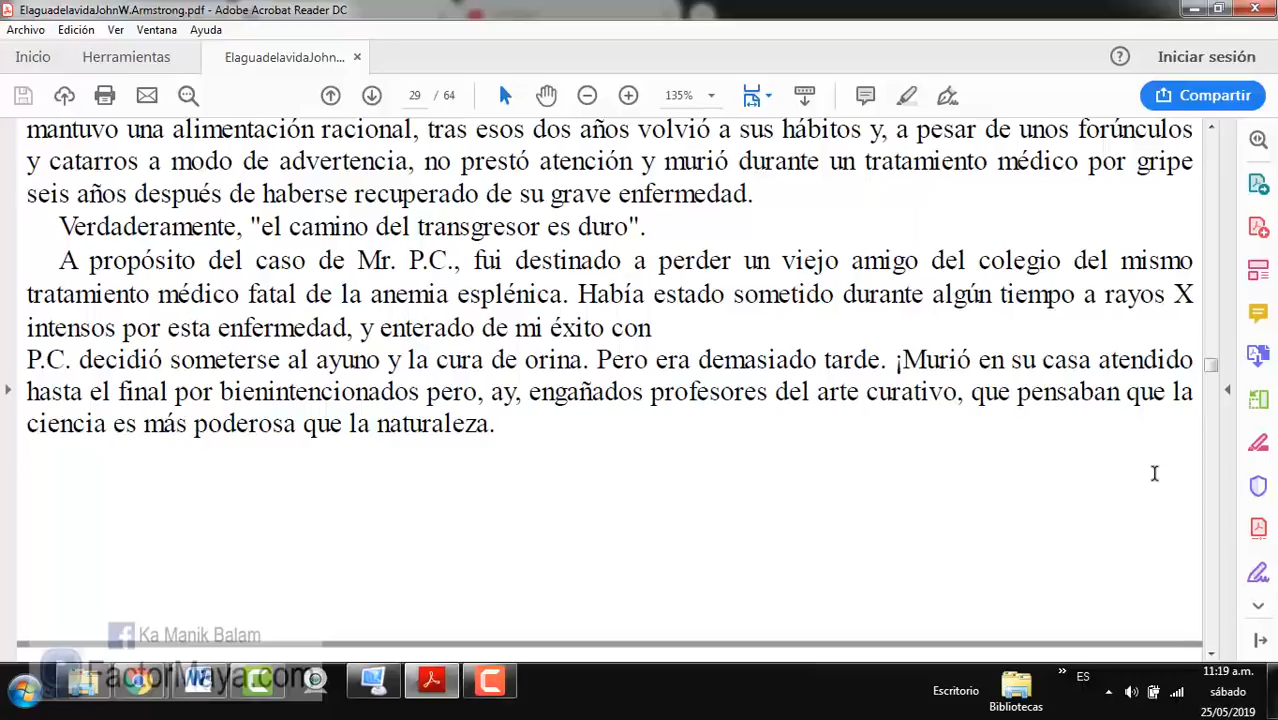 ElaguadelavidaJohnW.Armstrong.pdf - Adobe Acrobat Reader DC
Archivo Edición Ver Ventana Ayuda
Inicio Herramientas ElaguadelavidaJohn... × Iniciar sesión
29 / 64 135% Compartir
mantuvo una alimentación racional, tras esos dos años volvió a sus hábitos y, a pesar de unos forúnculos
y catarros a modo de advertencia, no prestó atención y murió durante un tratamiento médico por gripe
seis años después de haberse recuperado de su grave enfermedad.
Verdaderamente, "el camino del transgresor es duro".
A propósito del caso de Mr. P.C., fui destinado a perder un viejo amigo del colegio del mismo
tratamiento médico fatal de la anemia esplénica. Había estado sometido durante algún tiempo a rayos X
intensos por esta enfermedad, y enterado de mi éxito con
P.C. decidió someterse al ayuno y la cura de orina. Pero era demasiado tarde. ¡Murió en su casa atendido
hasta el final por bienintencionados pero, ay, engañados profesores del arte curativo, que pensaban que la
ciencia es más poderosa que la naturaleza.
Ka Manik Balam
FactorMaya.com
Escritorio
Bibliotecas
»
ES
11:19 a.m.
sábado
25/05/2019